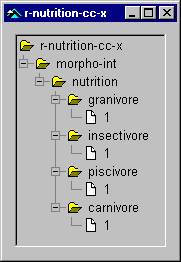 r-nutrition-cc-x
r-nutrition-cc-x
morpho-int
nutrition
granivore
1
insectivore
1
piscivore
1
carnivore
1